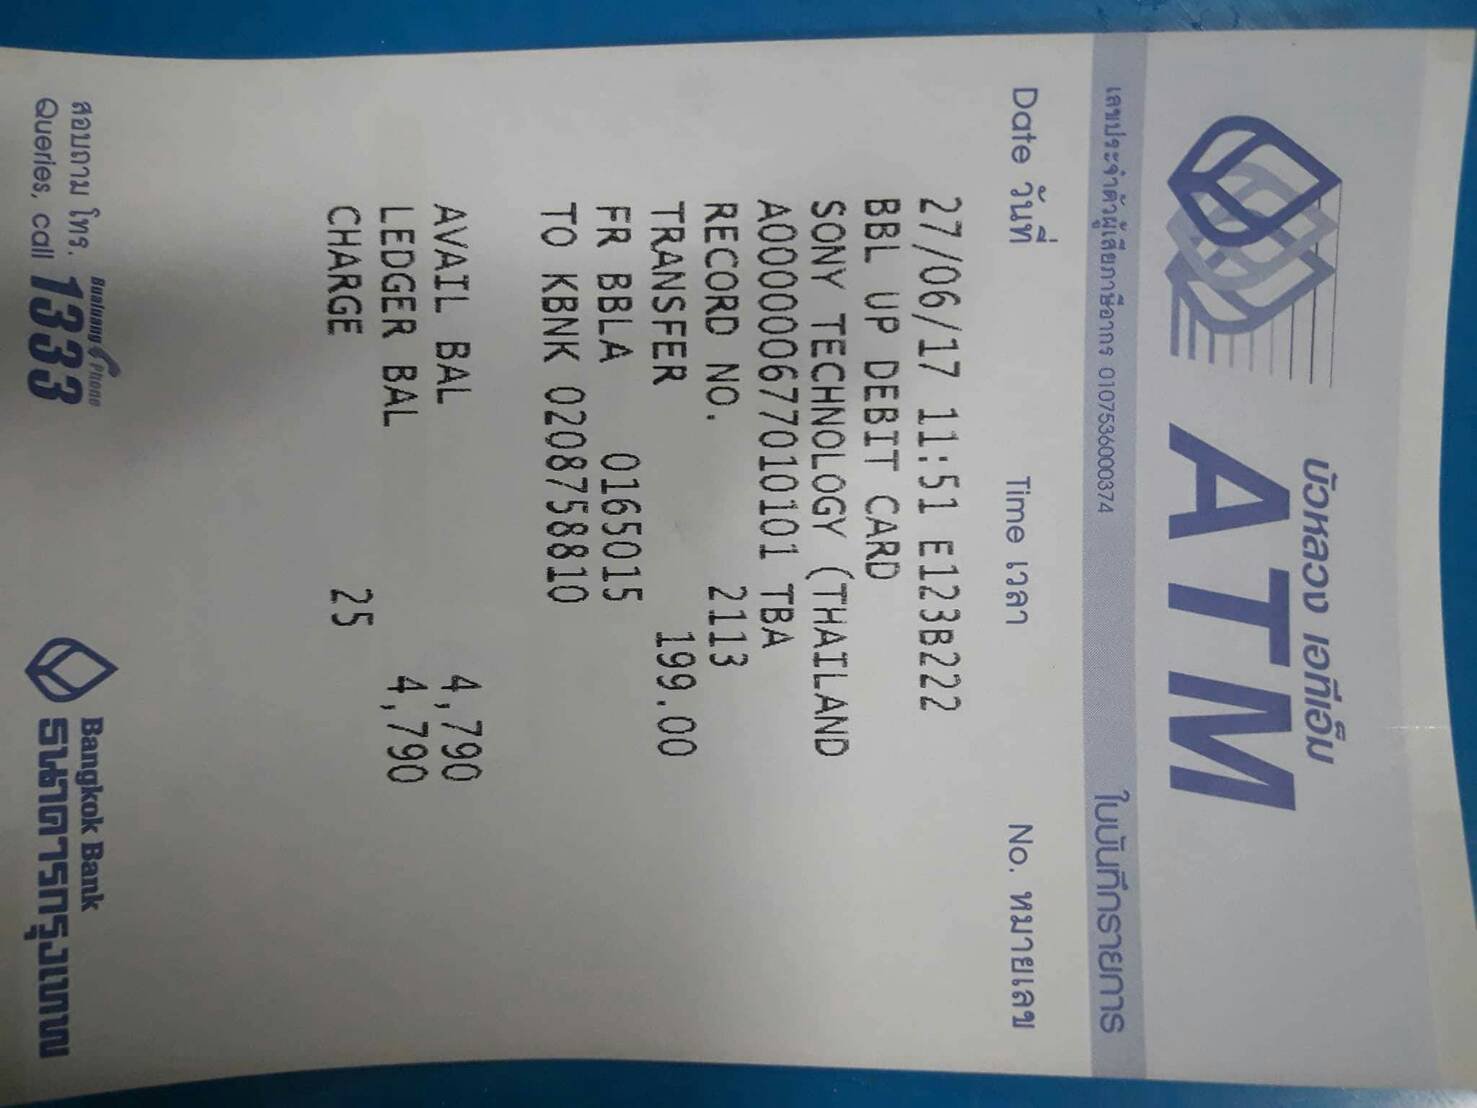 บัวหลวง เอทีเอ็ม
ATM
เลขประจำตัวผู้เสียภาษีอากร 0107536000374 ใบบันทึกรายการ
Date วันที่ Time เวลา No. หมายเลข
27/06/17 11:51 E123B222
BBL UP DEBIT CARD
SONY TECHNOLOGY (THAILAND
A000000677010101 TBA
RECORD NO. 2113
TRANSFER 199.00
FR BBLA 0165015
TO KBNK 0208758810
AVAIL BAL 4,790
LEDGER BAL 4,790
CHARGE 25
สอบถาม โทร.
Queries, call
Bualuang Phone
1333
Bangkok Bank
ธนาคารกรุงเทพ